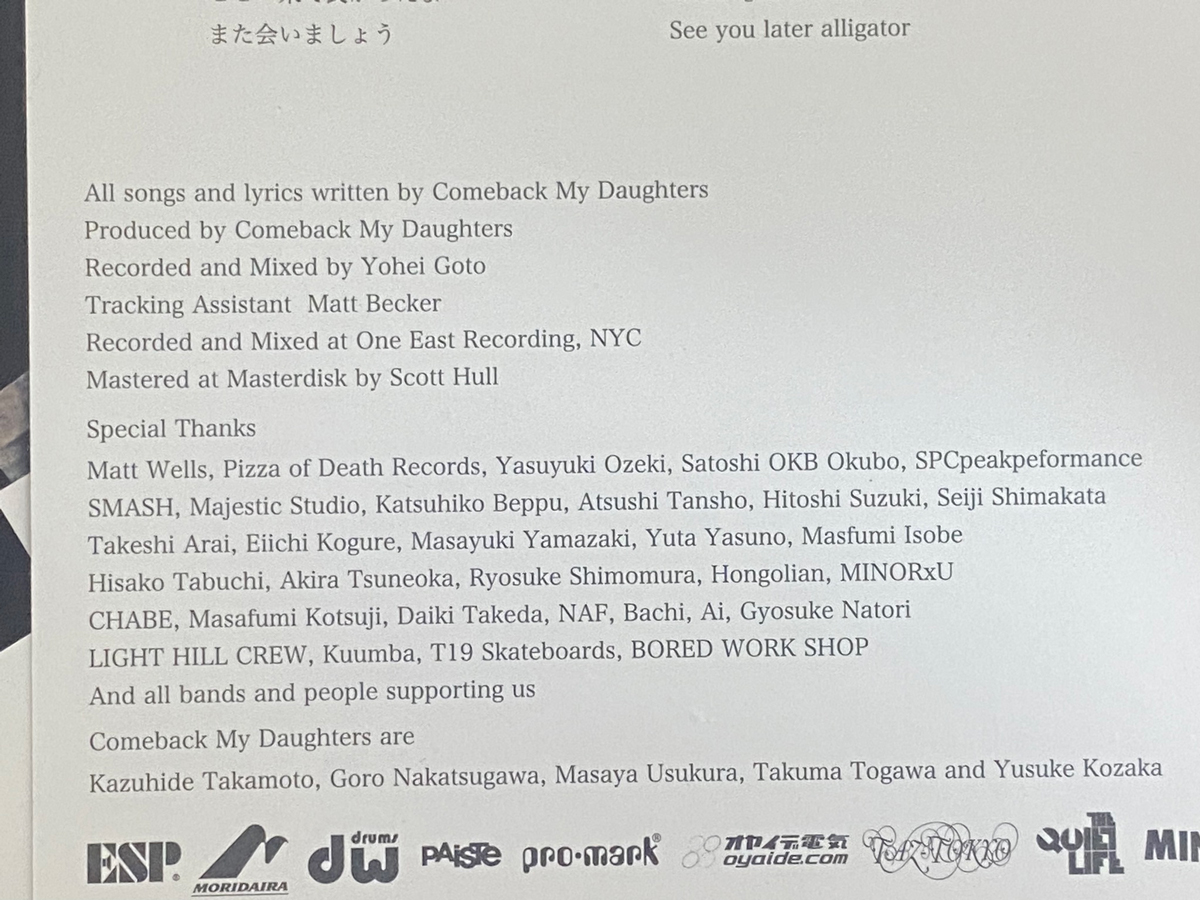 また会いましょう
See you later alligator
All songs and lyrics written by Comeback My Daughters
Produced by Comeback My Daughters
Recorded and Mixed by Yohei Goto
Tracking Assistant Matt Becker
Recorded and Mixed at One East Recording, NYC
Mastered at Masterdisk by Scott Hull
Special Thanks
Matt Wells, Pizza of Death Records, Yasuyuki Ozeki, Satoshi OKB Okubo, SPCpeakpeformance
SMASH, Majestic Studio, Katsuhiko Beppu, Atsushi Tansho, Hitoshi Suzuki, Seiji Shimakata
Takeshi Arai, Eiichi Kogure, Masayuki Yamazaki, Yuta Yasuno, Masfumi Isobe
Hisako Tabuchi, Akira Tsuneoka, Ryosuke Shimomura, Hongolian, MINORxU
CHABE, Masafumi Kotsuji, Daiki Takeda, NAF, Bachi, Ai, Gyosuke Natori
LIGHT HILL CREW, Kuumba, T19 Skateboards, BORED WORK SHOP
And all bands and people supporting us
Comeback My Daughters are
Kazuhide Takamoto, Goro Nakatsugawa, Masaya Usukura, Takuma Togawa and Yusuke Kozaka
ESP®
MORIDAIRA
drums
dw
PAiSTe
pro·mark®
オヤイデ電気
oyaide.com
THE
QUIET
LIFE